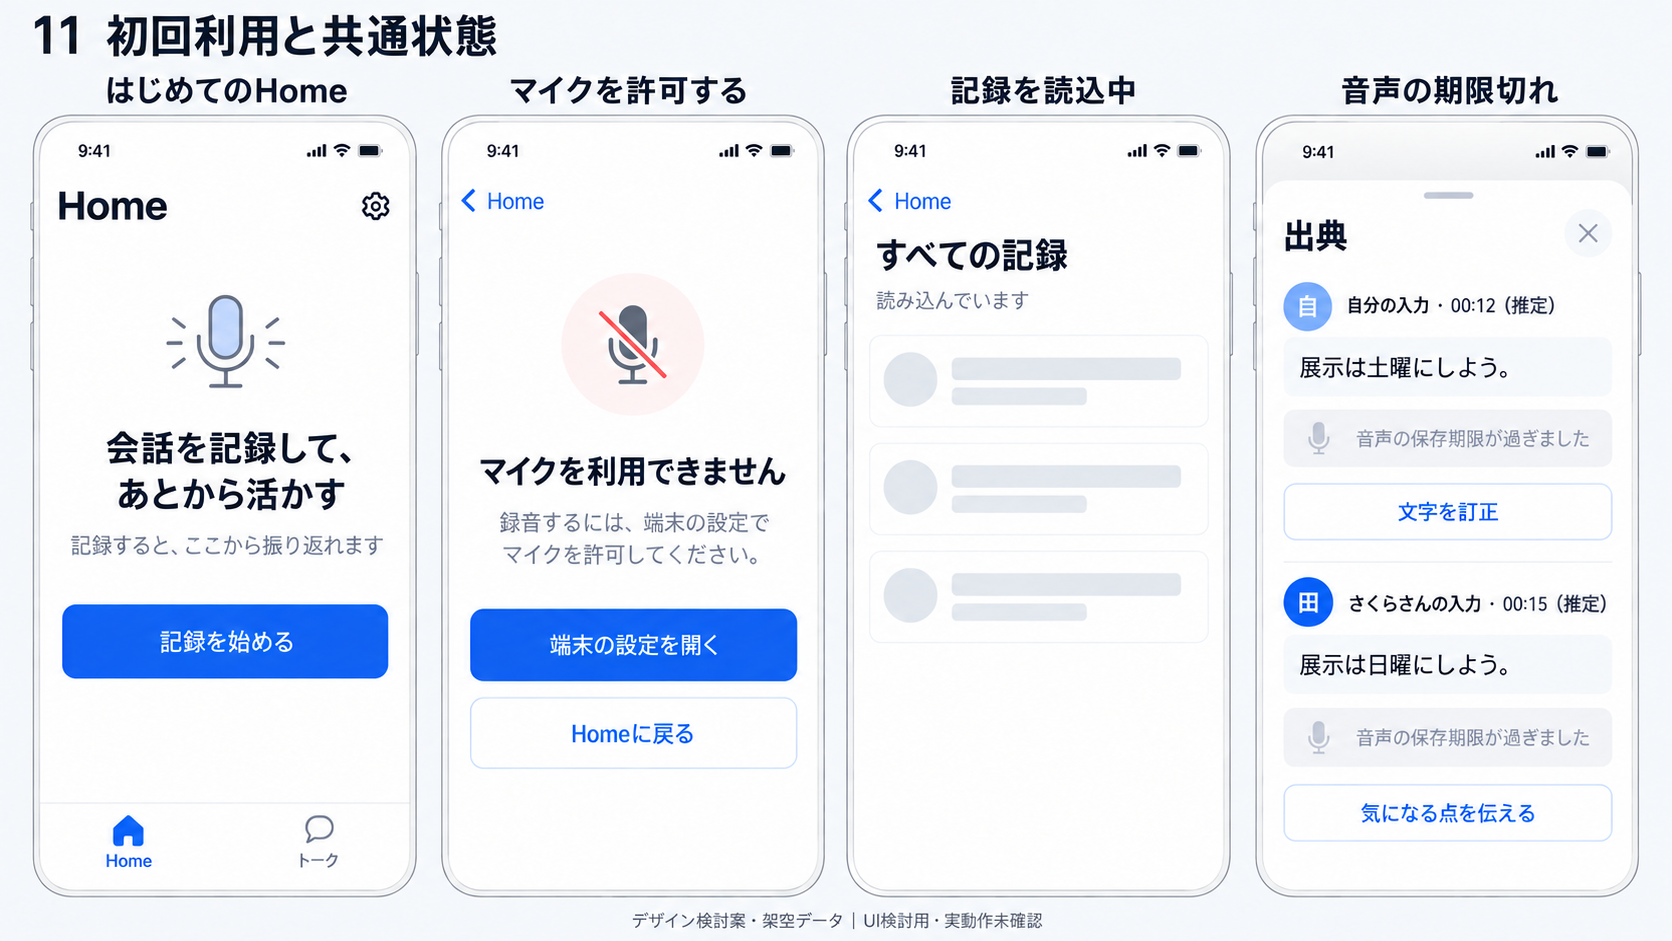 11 初回利用と共通状態
はじめてのHome
9:41
Home
会話を記録して、
あとから活かす
記録すると、ここから振り返れます
記録を始める
Home
トーク
マイクを許可する
9:41
Home
マイクを利用できません
録音するには、端末の設定で
マイクを許可してください。
端末の設定を開く
Homeに戻る
記録を読込中
9:41
Home
すべての記録
読み込んでいます
音声の期限切れ
9:41
出典
自 自分の入力・00:12（推定）
展示は土曜にしよう。
音声の保存期限が過ぎました
文字を訂正
田 さくらさんの入力・00:15（推定）
展示は日曜にしよう。
音声の保存期限が過ぎました
気になる点を伝える
デザイン検討案・架空データ｜UI検討用・実動作未確認